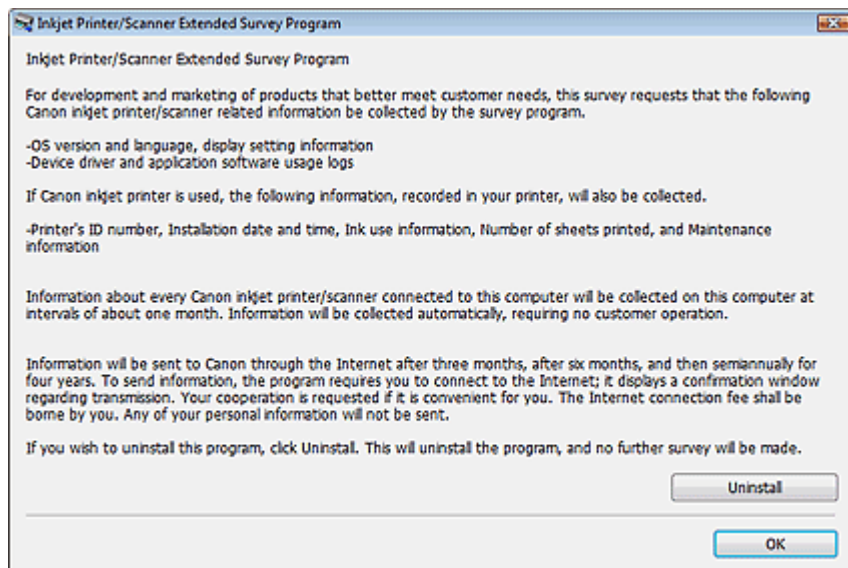 Inkjet Printer/Scanner Extended Survey Program
Inkjet Printer/Scanner Extended Survey Program
For development and marketing of products that better meet customer needs, this survey requests that the following
Canon inkjet printer/scanner related information be collected by the survey program.
-OS version and language, display setting information
-Device driver and application software usage logs
If Canon inkjet printer is used, the following information, recorded in your printer, will also be collected.
-Printer's ID number, Installation date and time, Ink use information, Number of sheets printed, and Maintenance
information
Information about every Canon inkjet printer/scanner connected to this computer will be collected on this computer at
intervals of about one month. Information will be collected automatically, requiring no customer operation.
Information will be sent to Canon through the Internet after three months, after six months, and then semiannually for
four years. To send information, the program requires you to connect to the Internet; it displays a confirmation window
regarding transmission. Your cooperation is requested if it is convenient for you. The Internet connection fee shall be
borne by you. Any of your personal information will not be sent.
If you wish to uninstall this program, click Uninstall. This will uninstall the program, and no further survey will be made.
Uninstall
OK